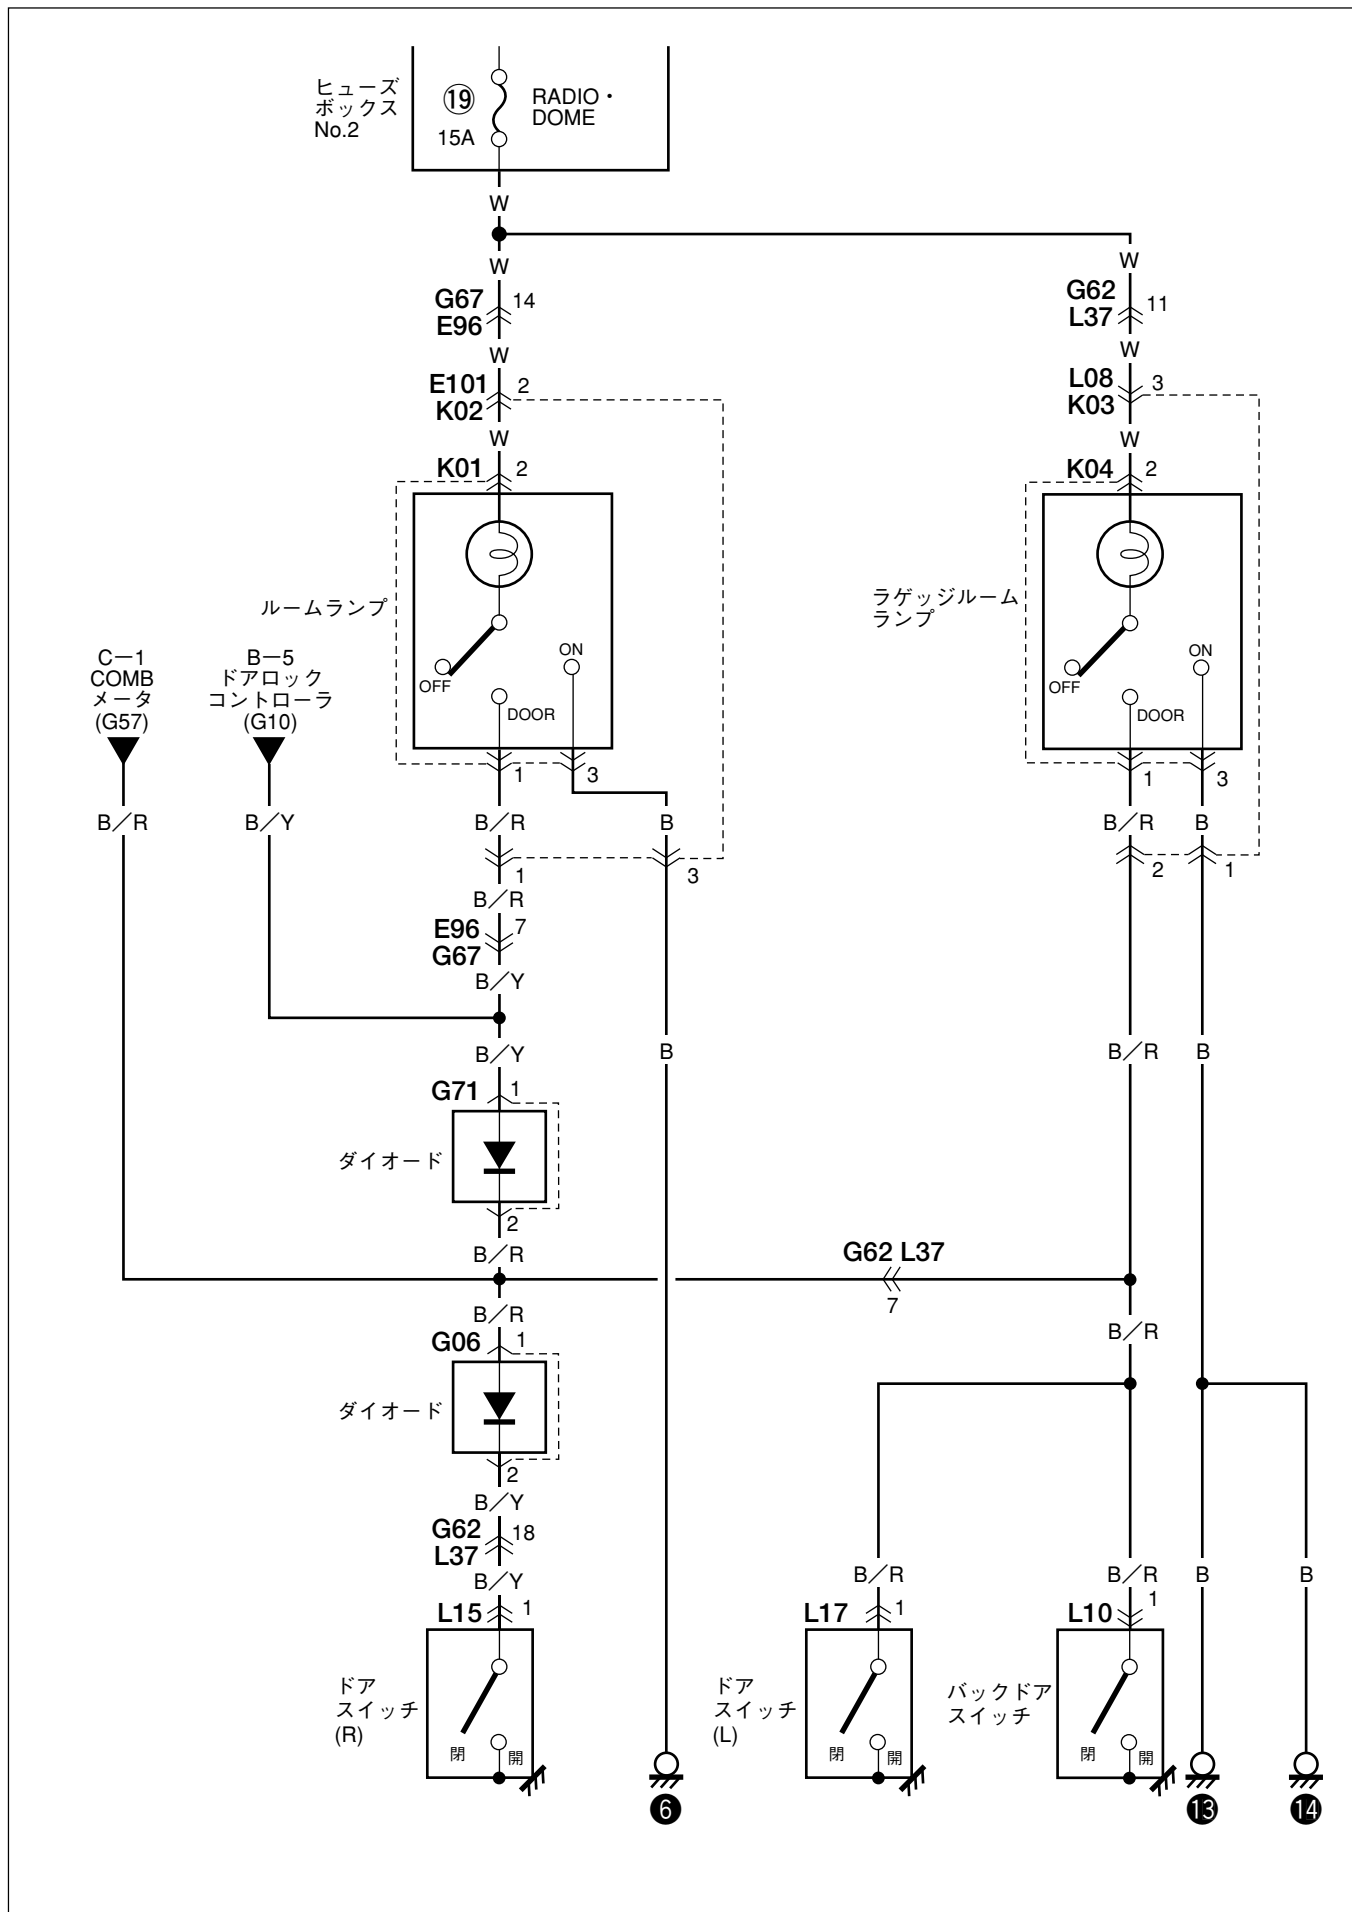 ヒューズ
ボックス
No.2
⑲
15A
RADIO・
DOME
W
W
W
G67
E96
14
G62
L37
11
W
W
E101
K02
2
L08
K03
3
W
W
K01
2
K04
2
ルームランプ
ラゲッジルーム
ランプ
OFF
DOOR
ON
OFF
DOOR
ON
C−1
COMB
メータ
(G57)
B−5
ドアロック
コントローラ
(G10)
1
3
1
3
B/R
B/Y
B/R
B
B/R
B
1
3
2
1
B/R
E96
G67
7
B/Y
B/Y
B
B/R
B
G71
1
ダイオード
2
B/R
G62 L37
7
B/R
B/R
G06
1
ダイオード
2
B/Y
G62
L37
18
B/Y
B/R
B/R
B
B
L15
1
L17
1
L10
1
ドア
スイッチ
(R)
閉
開
ドア
スイッチ
(L)
閉
開
バックドア
スイッチ
閉
開
6
13
14